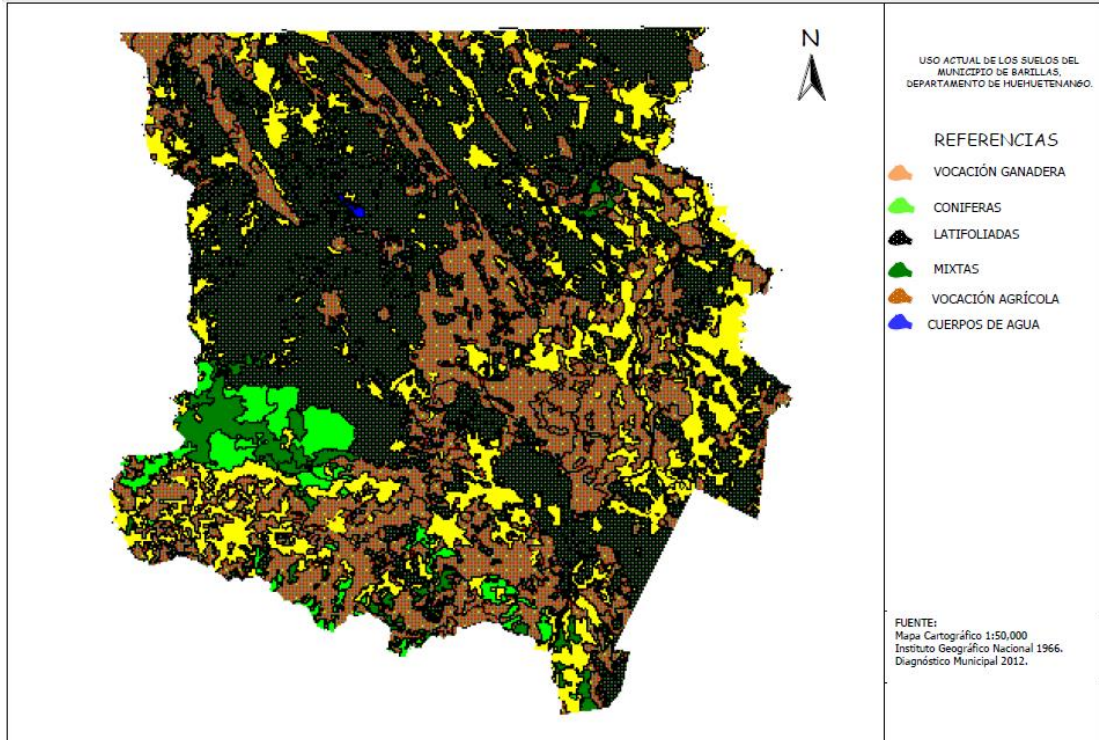 N
USO ACTUAL DE LOS SUELOS DEL
MUNICIPIO DE BARILLAS,
DEPARTAMENTO DE HUEHUETENANGO.
REFERENCIAS
VOCACIÓN GANADERA
CONIFERAS
LATIFOLIADAS
MIXTAS
VOCACIÓN AGRÍCOLA
CUERPOS DE AGUA
FUENTE:
Mapa Cartográfico 1:50,000
Instituto Geográfico Nacional 1966.
Diagnóstico Municipal 2012.